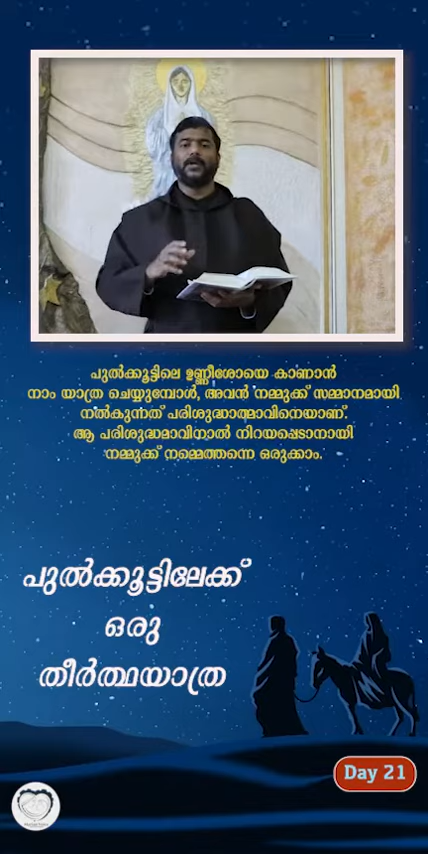 പുൽക്കൂട്ടിലെ ഉണ്ണീശോയെ കാണാൻ
നാം യാത്ര ചെയ്യുമ്പോൾ, അവൻ നമ്മുക്ക് സമ്മാനമായി
നൽകുന്നത് പരിശുദ്ധാത്മാവിനെയാണ്.
ആ പരിശുദ്ധമാവിനാൽ നിറയപ്പെടാനായി
നമ്മുക്ക് നമ്മെത്തന്നെ ഒരുക്കാം.
പുൽക്കൂട്ടിലേക്ക്
ഒരു
തീർത്ഥയാത്ര
Day 21